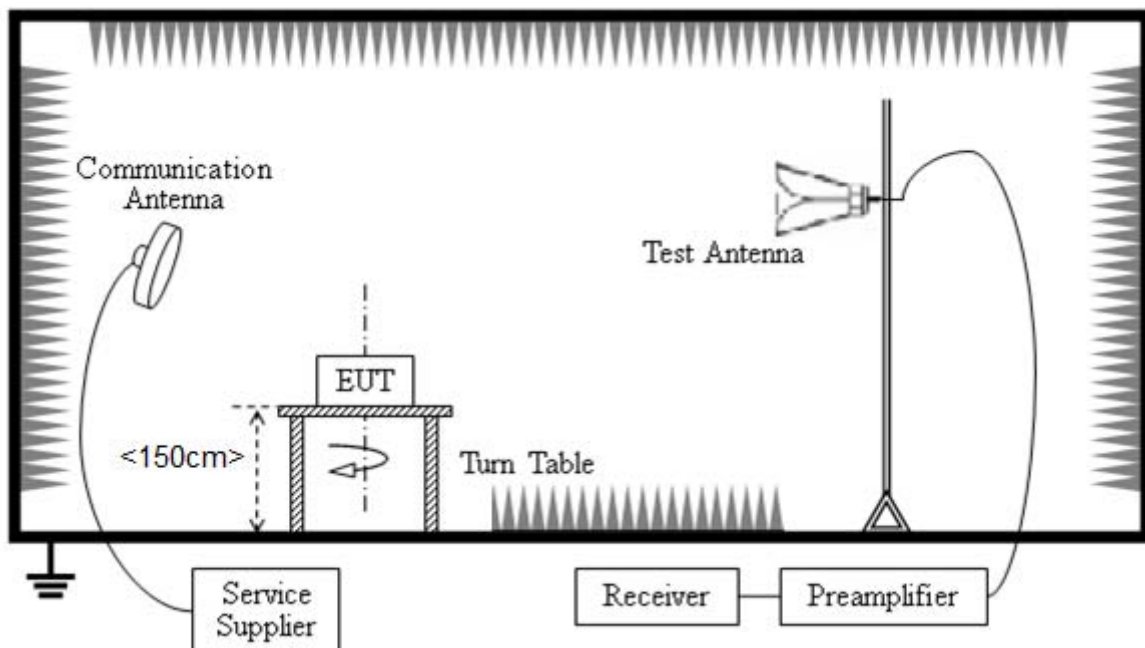 Communication
Antenna
Test Antenna
EUT
<150cm>
Turn Table
Service
Supplier
Receiver
Preamplifier